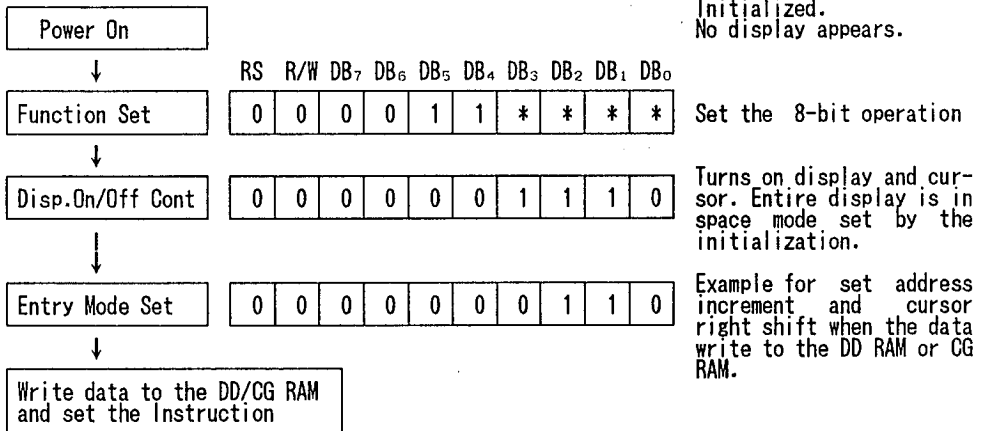 Initialized.
Power On
No display appears.
RS R/W DB₇ DB₆ DB₅ DB₄ DB₃ DB₂ DB₁ DB₀
Function Set
0 0 0 0 1 1 * * * *
Set the 8-bit operation
Disp.On/Off Cont
0 0 0 0 0 0 1 1 1 0
Turns on display and cur-
sor. Entire display is in
space mode set by the
initialization.
Entry Mode Set
0 0 0 0 0 0 0 1 1 0
Example for set address
increment and cursor
right shift when the data
write to the DD RAM or CG
RAM.
Write data to the DD/CG RAM
and set the Instruction